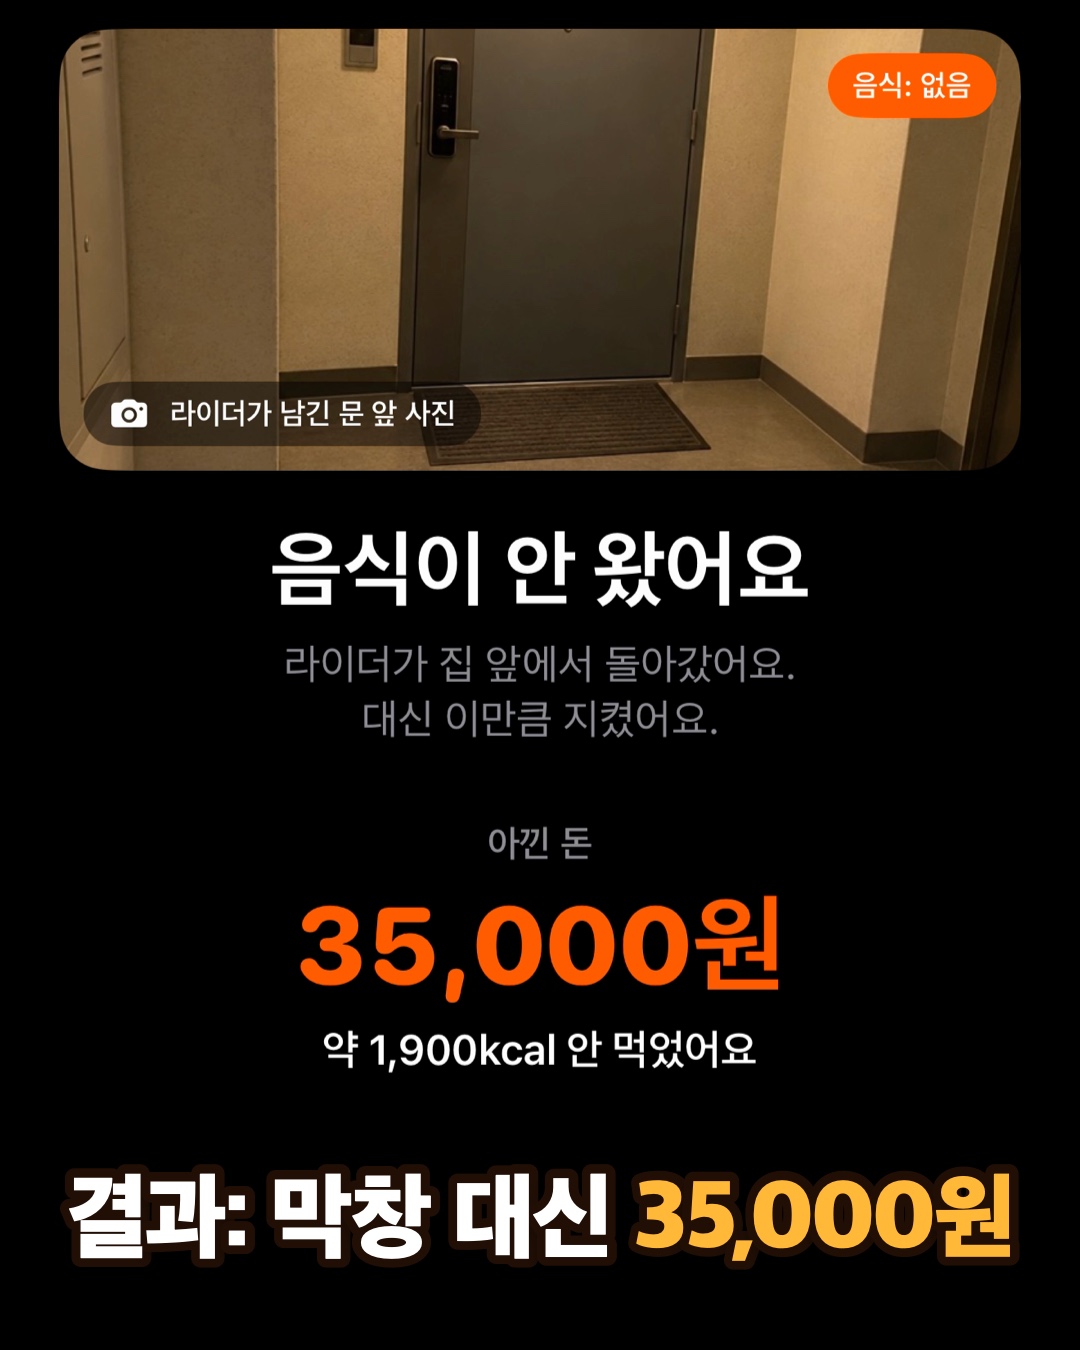 음식: 없음
라이더가 남긴 문 앞 사진
음식이 안 왔어요
라이더가 집 앞에서 돌아갔어요.
대신 이만큼 지켰어요.
아낀 돈
35,000원
약 1,900kcal 안 먹었어요
결과: 막창 대신 35,000원